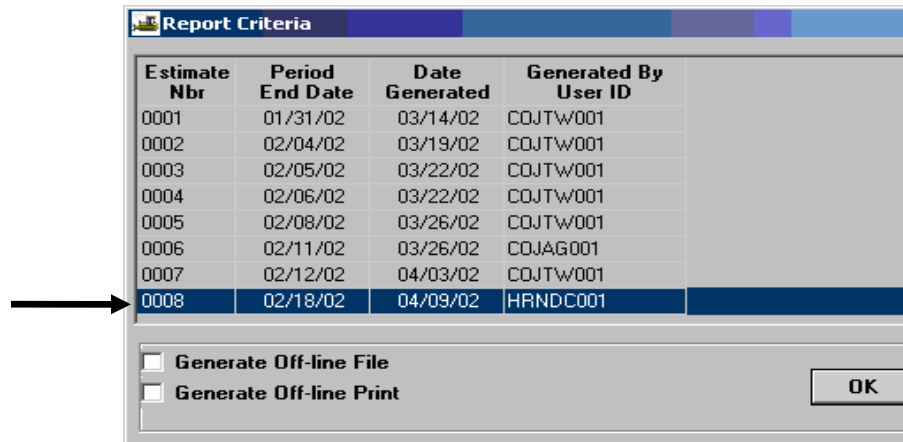 Report Criteria
Estimate Nbr Period End Date Date Generated Generated By User ID
0001 01/31/02 03/14/02 COJTW001
0002 02/04/02 03/19/02 COJTW001
0003 02/05/02 03/22/02 COJTW001
0004 02/06/02 03/22/02 COJTW001
0005 02/08/02 03/26/02 COJTW001
0006 02/11/02 03/26/02 COJAG001
0007 02/12/02 04/03/02 COJTW001
0008 02/18/02 04/09/02 HRNDC001
Generate Off-line File
Generate Off-line Print
OK